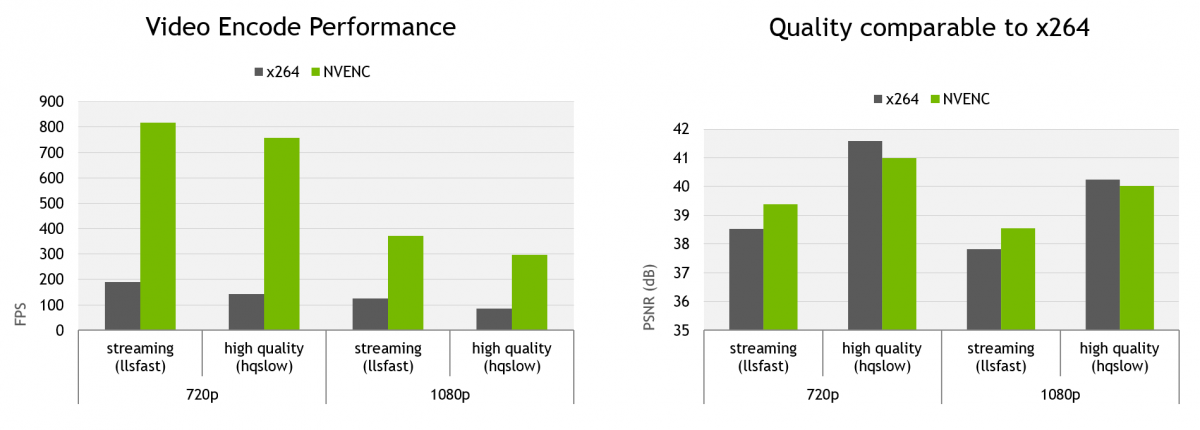 Video Encode Performance
x264 NVENC
900
800
700
600
500
400
300
200
100
0
FPS
streaming (llsfast)
high quality (hqslow)
streaming (llsfast)
high quality (hqslow)
720p
1080p
Quality comparable to x264
x264 NVENC
42
41
40
39
38
37
36
35
PSNR (dB)
streaming (llsfast)
high quality (hqslow)
streaming (llsfast)
high quality (hqslow)
720p
1080p